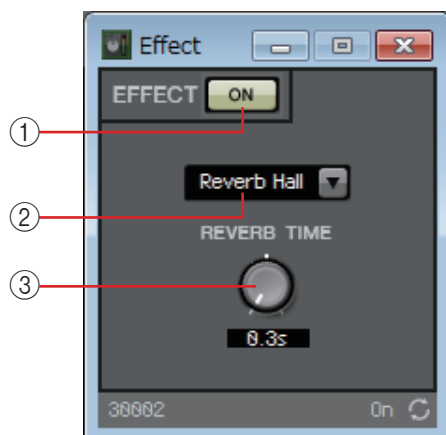 Effect
EFFECT ON
1
Reverb Hall
2
REVERB TIME
3
0.3s
30002 On